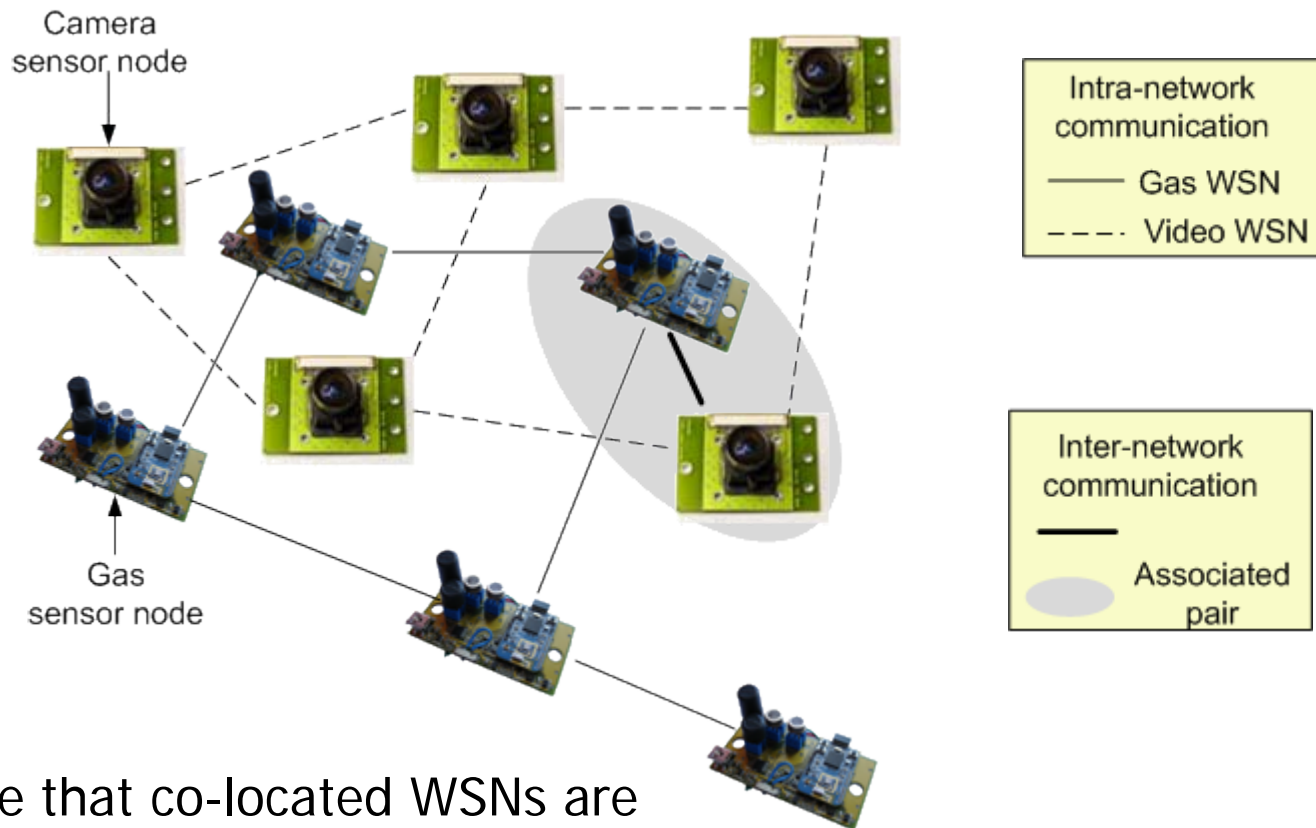 Camera
sensor node
Intra-network
communication
Gas WSN
Video WSN
Inter-network
communication
Associated
pair
Gas
sensor node
e that co-located WSNs are